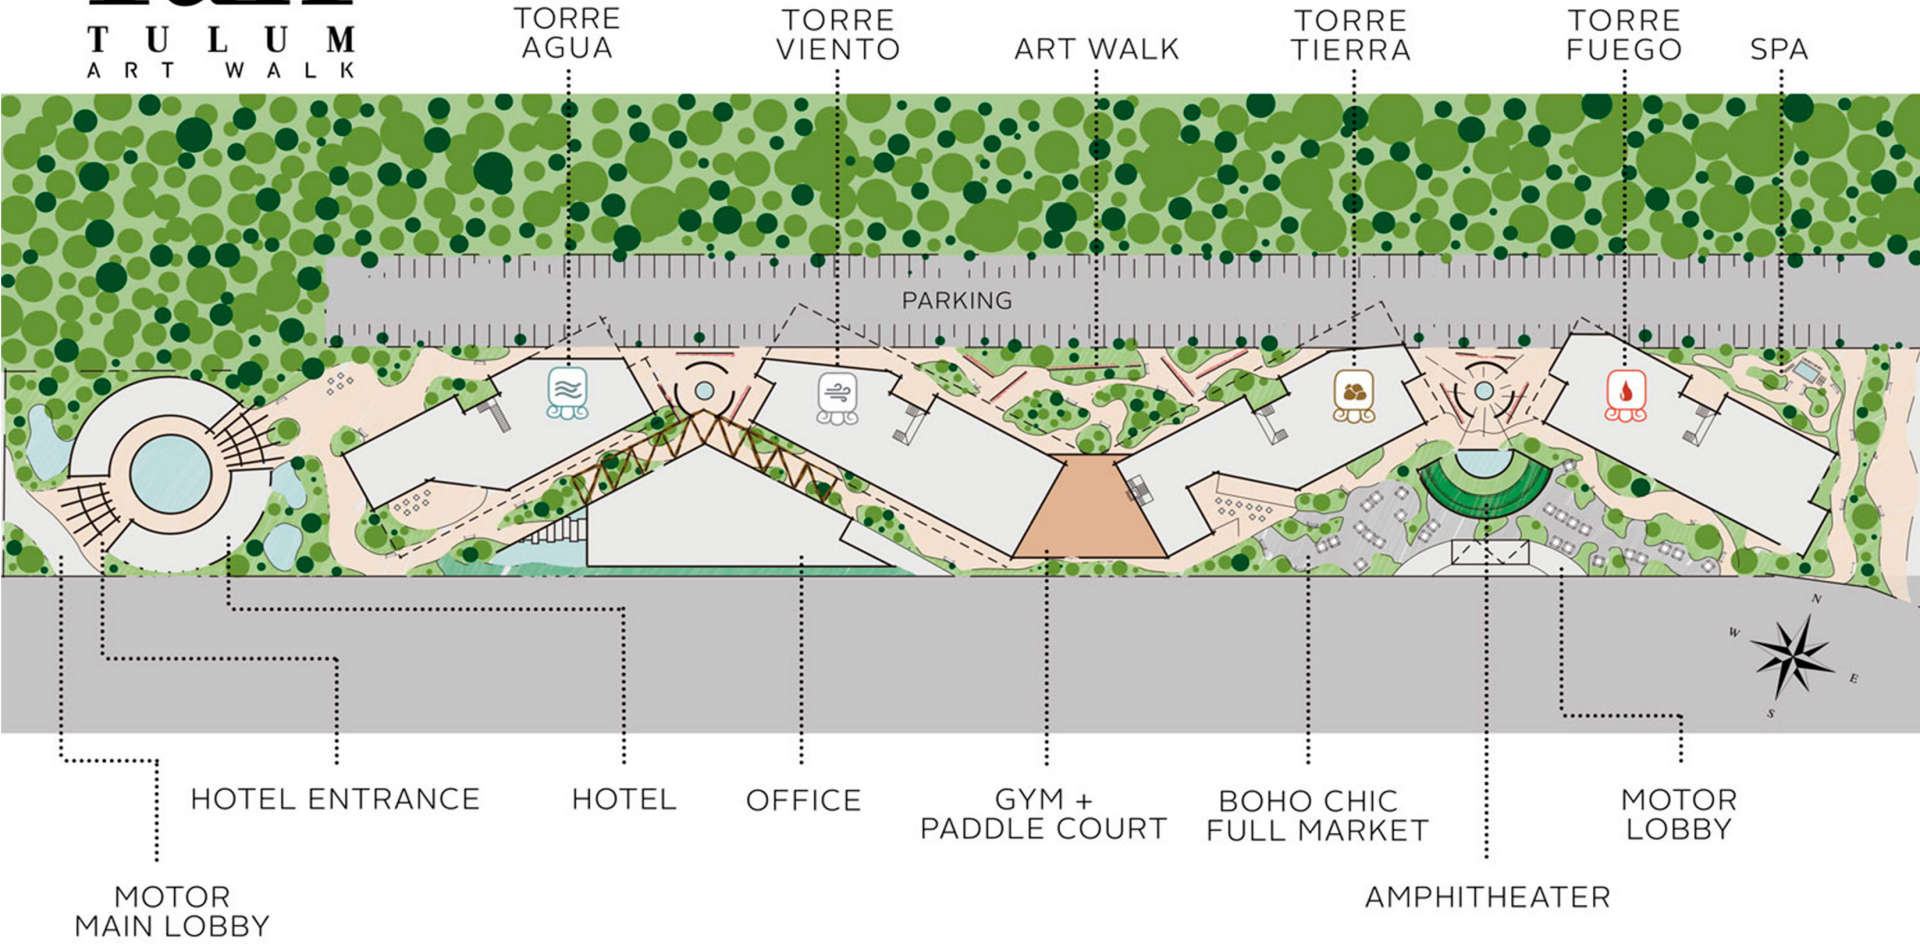 TULUM
ART WALK
TORRE
AGUA
TORRE
VIENTO
ART WALK
TORRE
TIERRA
TORRE
FUEGO
SPA
PARKING
N
W
E
S
HOTEL ENTRANCE
HOTEL
OFFICE
GYM +
PADDLE COURT
BOHO CHIC
FULL MARKET
MOTOR
LOBBY
MOTOR
MAIN LOBBY
AMPHITHEATER